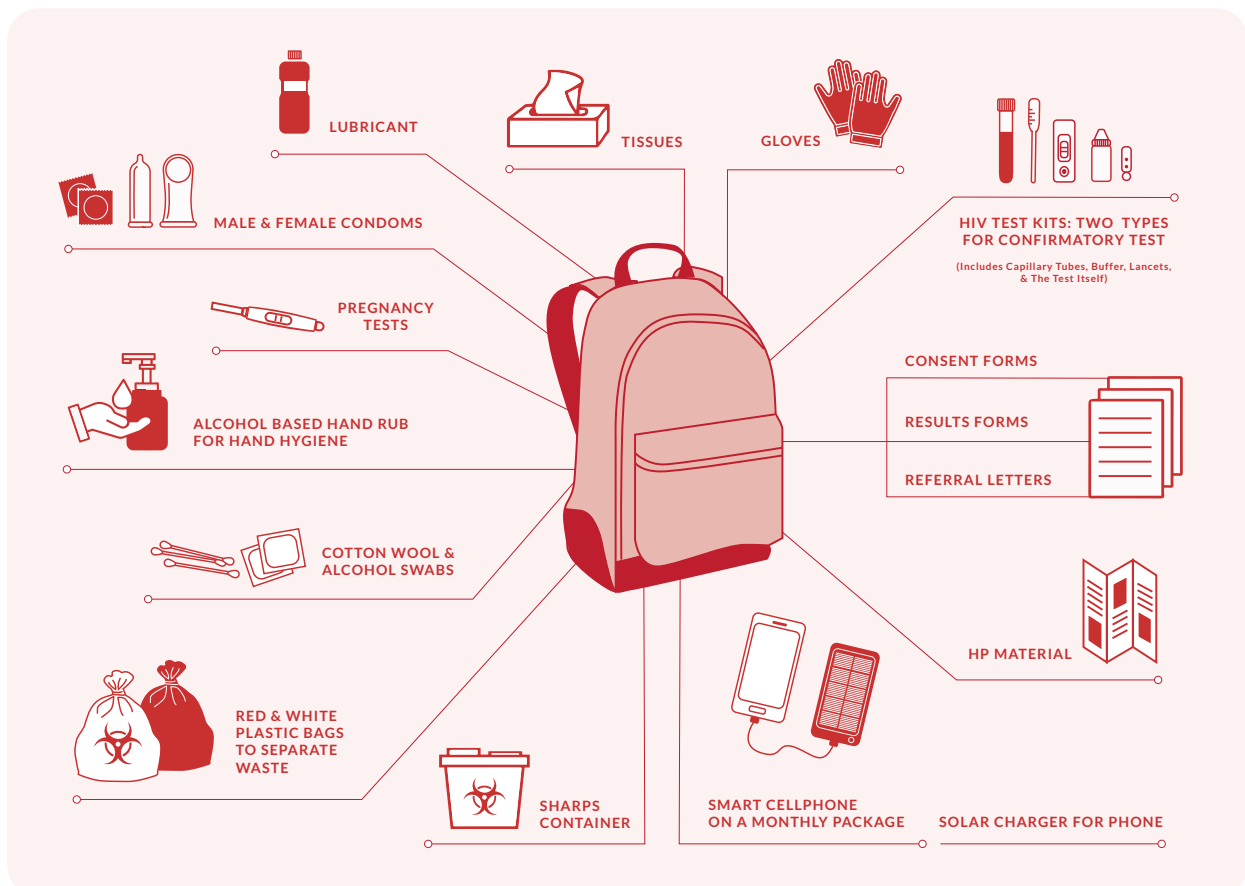 LUBRICANT
TISSUES
GLOVES
MALE & FEMALE CONDOMS
HIV TEST KITS: TWO TYPES
FOR CONFIRMATORY TEST
(Includes Capillary Tubes, Buffer, Lancets,
& The Test Itself)
PREGNANCY
TESTS
CONSENT FORMS
ALCOHOL BASED HAND RUB
FOR HAND HYGIENE
RESULTS FORMS
REFERRAL LETTERS
COTTON WOOL &
ALCOHOL SWABS
HP MATERIAL
RED & WHITE
PLASTIC BAGS
TO SEPARATE
WASTE
SHARPS
CONTAINER
SMART CELLPHONE
ON A MONTHLY PACKAGE
SOLAR CHARGER FOR PHONE